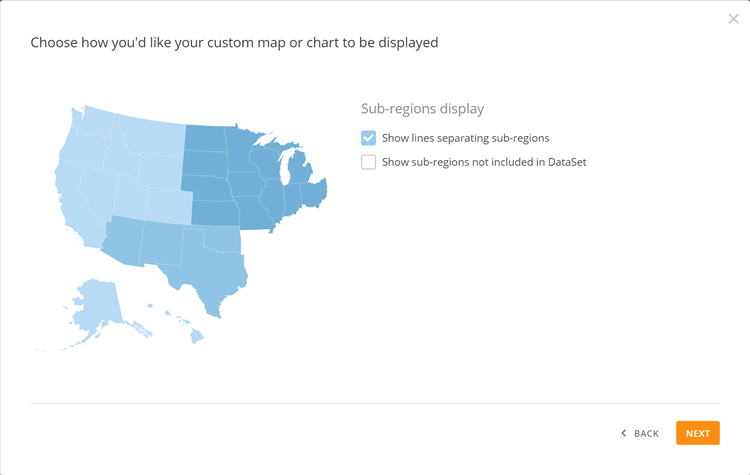 Choose how you'd like your custom map or chart to be displayed
Sub-regions display
Show lines separating sub-regions
Show sub-regions not included in DataSet
BACK
NEXT